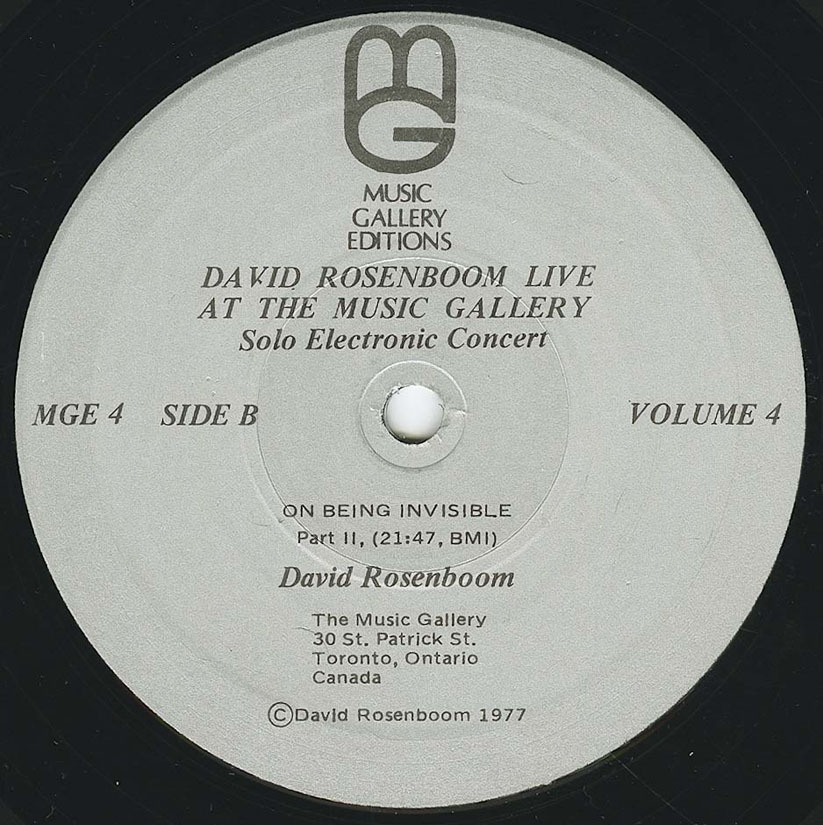 MG
MUSIC
GALLERY
EDITIONS
DAVID ROSENBOOM LIVE
AT THE MUSIC GALLERY
Solo Electronic Concert
MGE 4 SIDE B VOLUME 4
ON BEING INVISIBLE
Part II, (21:47, BMI)
David Rosenboom
The Music Gallery
30 St. Patrick St.
Toronto, Ontario
Canada
©David Rosenboom 1977